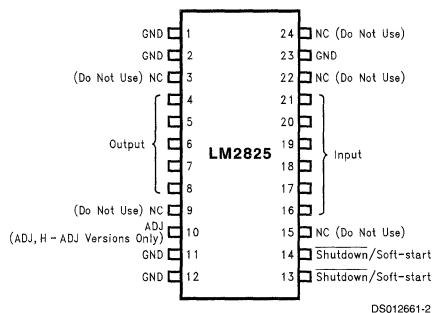 GND 1 24 NC (Do Not Use)
GND 2 23 GND
(Do Not Use) NC 3 22 NC (Do Not Use)
4 21
5 20
Output 6 19 Input
LM2825
7 18
8 17
(Do Not Use) NC 9 16
ADJ
(ADJ, H - ADJ Versions Only) 10 15 NC (Do Not Use)
GND 11 14 Shutdown/Soft-start
GND 12 13 Shutdown/Soft-start
DS012661-2